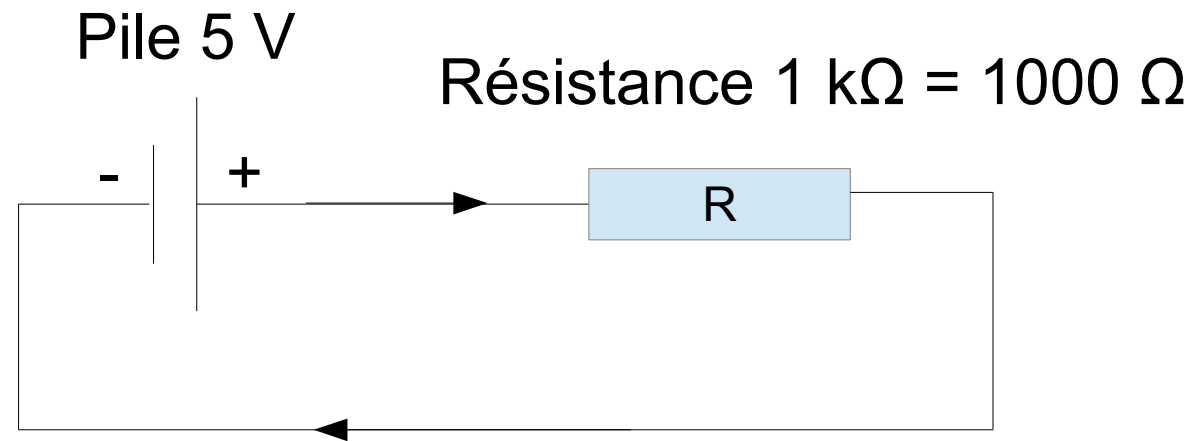 Pile 5 V
Résistance 1 kΩ = 1000 Ω
- +
R